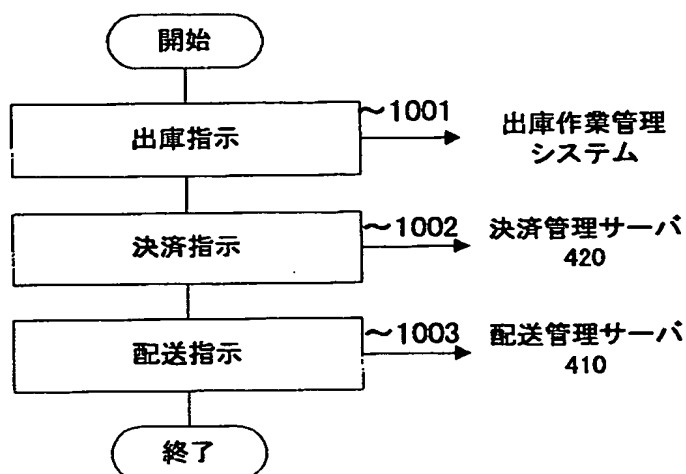 開始
出庫指示
～1001
出庫作業管理
システム
決済指示
～1002
決済管理サーバ
420
配送指示
～1003
配送管理サーバ
410
終了